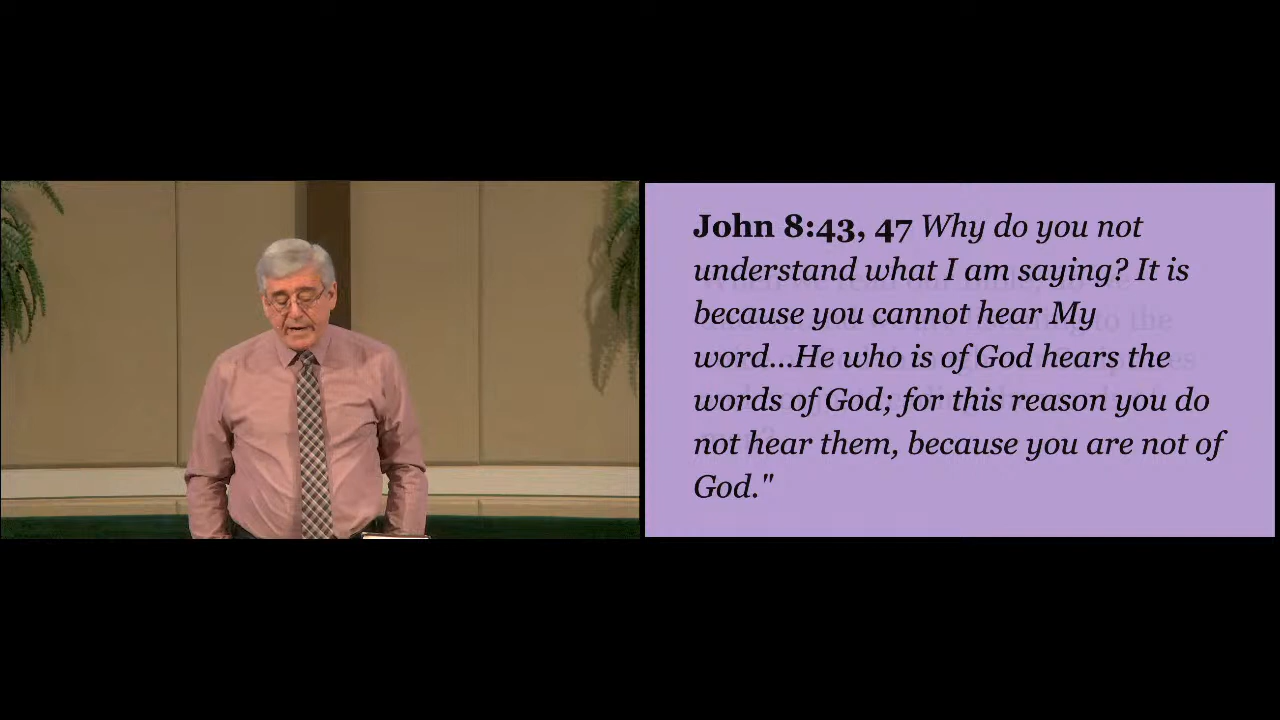 John 8:43, 47 Why do you not
understand what I am saying? It is
because you cannot hear My
word...He who is of God hears the
words of God; for this reason you do
not hear them, because you are not of
God."